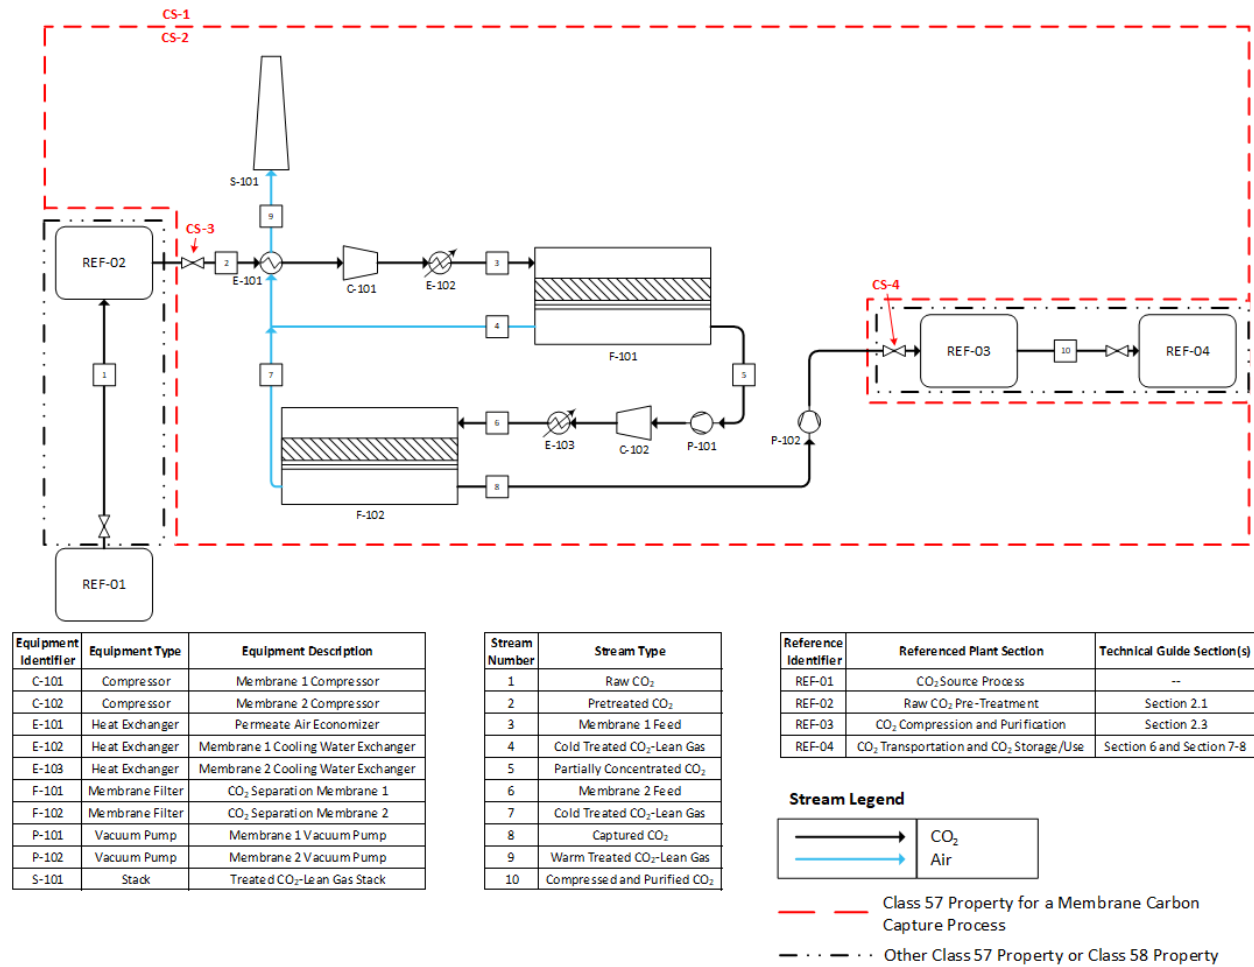 CS-1
CS-2
S-101
9
CS-3
REF-02
2
E-101
C-101
E-102
3
F-101
4
CS-4
REF-03
10
REF-04
1
7
5
6
E-103
C-102
P-101
P-102
8
F-102
REF-01
Equipment Identifier Equipment Type Equipment Description
C-101 Compressor Membrane 1 Compressor
C-102 Compressor Membrane 2 Compressor
E-101 Heat Exchanger Permeate Air Economizer
E-102 Heat Exchanger Membrane 1 Cooling Water Exchanger
E-103 Heat Exchanger Membrane 2 Cooling Water Exchanger
F-101 Membrane Filter CO₂ Separation Membrane 1
F-102 Membrane Filter CO₂ Separation Membrane 2
P-101 Vacuum Pump Membrane 1 Vacuum Pump
P-102 Vacuum Pump Membrane 2 Vacuum Pump
S-101 Stack Treated CO₂-Lean Gas Stack
Stream Number Stream Type
1 Raw CO₂
2 Pretreated CO₂
3 Membrane 1 Feed
4 Cold Treated CO₂-Lean Gas
5 Partially Concentrated CO₂
6 Membrane 2 Feed
7 Cold Treated CO₂-Lean Gas
8 Captured CO₂
9 Warm Treated CO₂-Lean Gas
10 Compressed and Purified CO₂
Reference Identifier Referenced Plant Section Technical Guide Section(s)
REF-01 CO₂ Source Process --
REF-02 Raw CO₂ Pre-Treatment Section 2.1
REF-03 CO₂ Compression and Purification Section 2.3
REF-04 CO₂ Transportation and CO₂ Storage/Use Section 6 and Section 7-8
Stream Legend
CO₂
Air
Class 57 Property for a Membrane Carbon
Capture Process
Other Class 57 Property or Class 58 Property